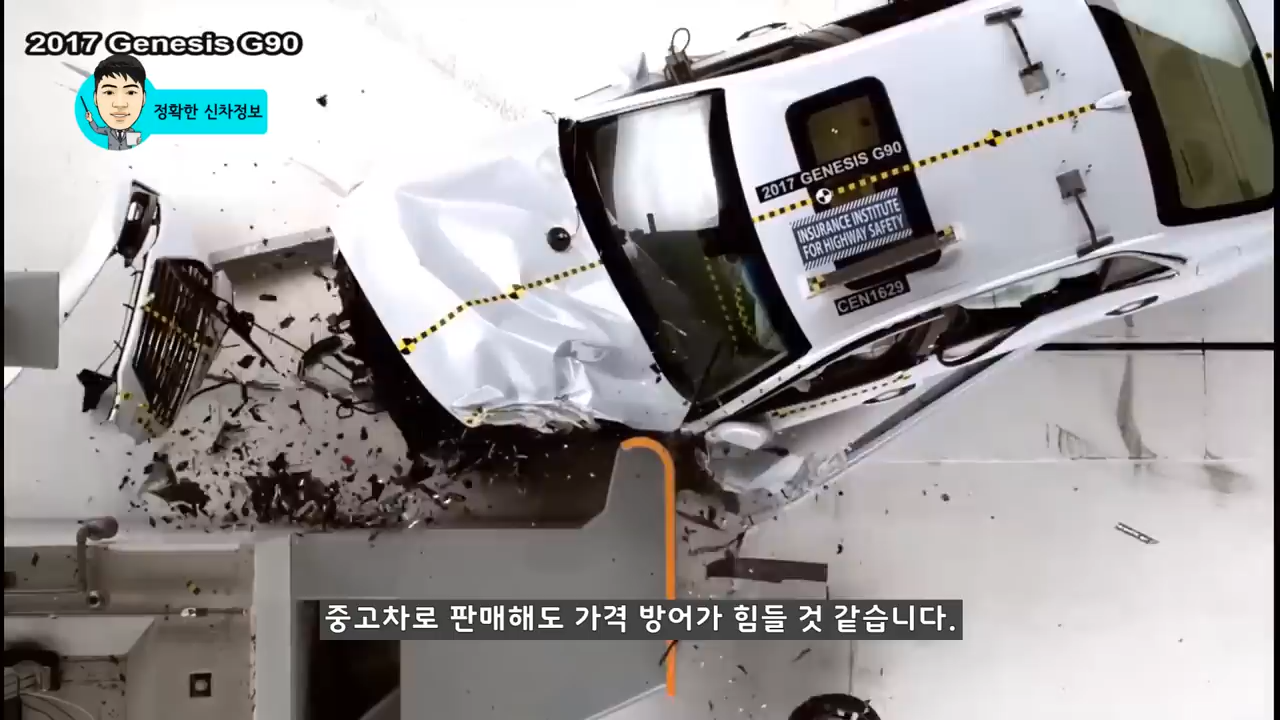 2017 Genesis G90
정확한 신차정보
2017 GENESIS G90
INSURANCE INSTITUTE
FOR HIGHWAY SAFETY
CEN1629
중고차로 판매해도 가격 방어가 힘들 것 같습니다.